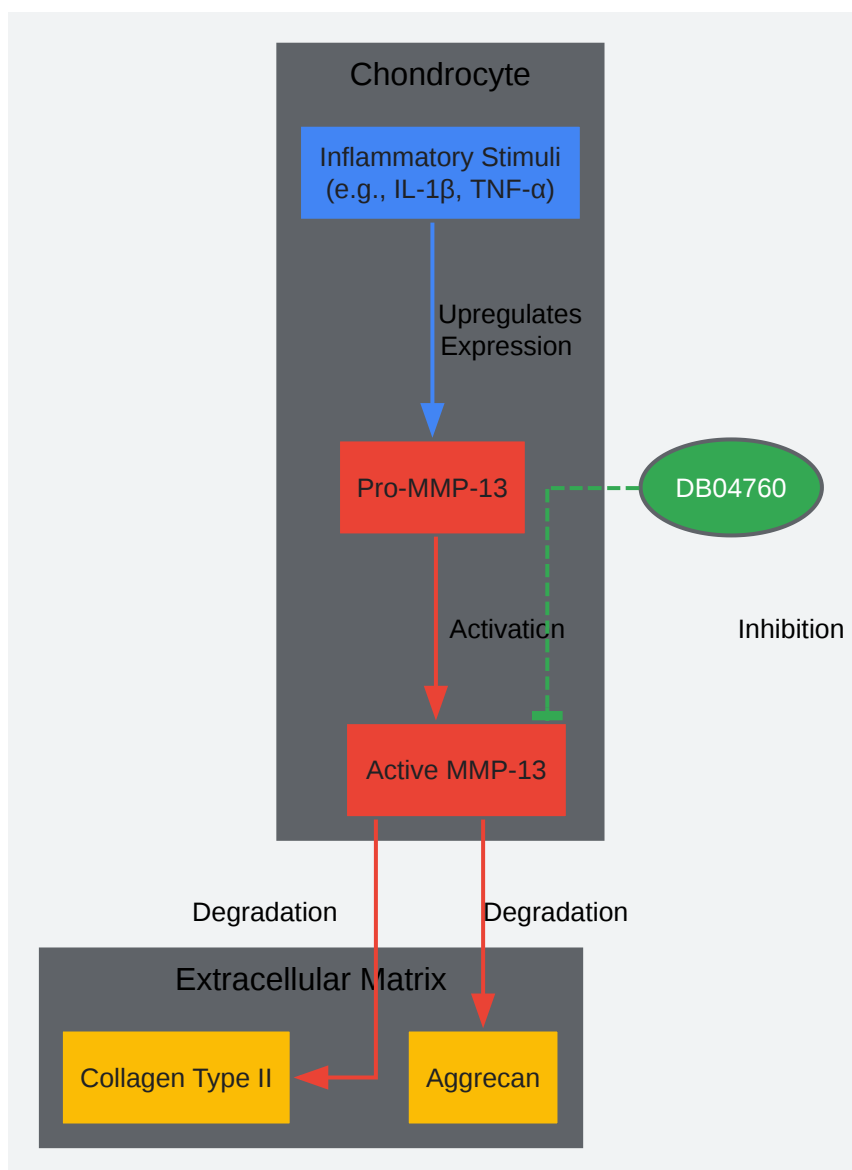 Chondrocyte
Inflammatory Stimuli
(e.g., IL-1β, TNF-α)
Upregulates
Expression
Pro-MMP-13
DB04760
Activation
Inhibition
Active MMP-13
Degradation
Degradation
Extracellular Matrix
Collagen Type II
Aggrecan